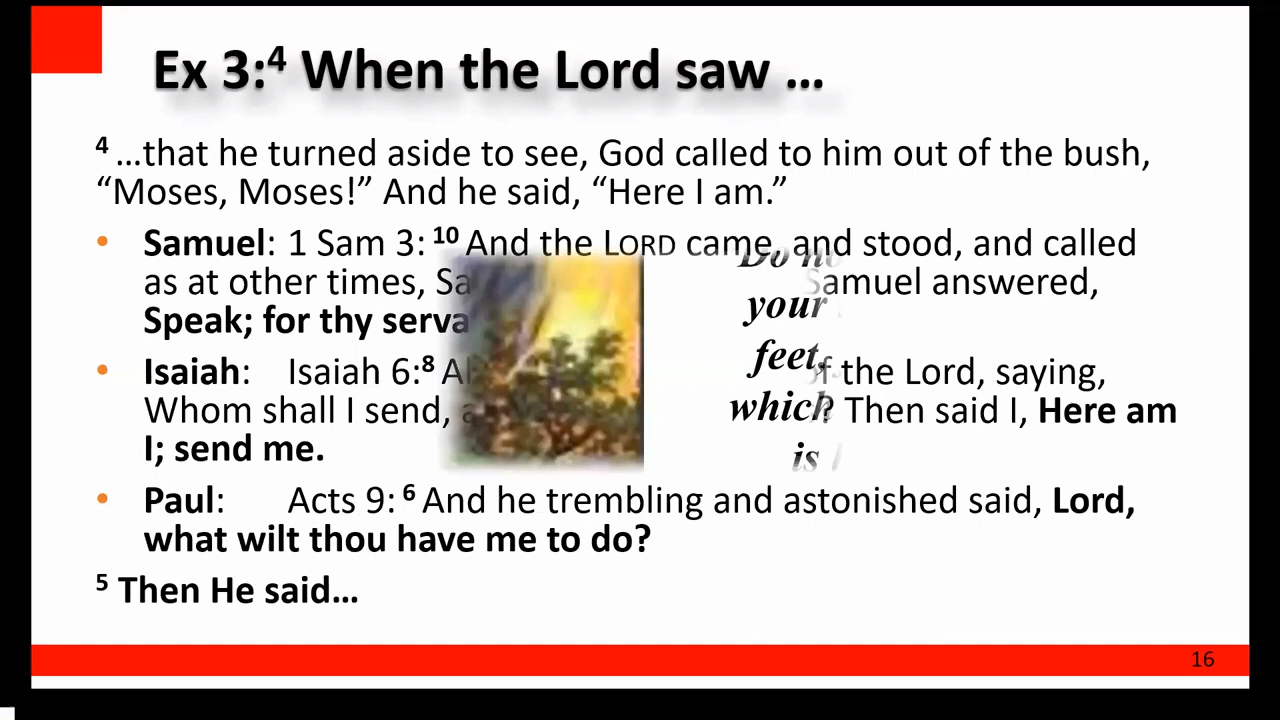 Ex 3:⁴ When the Lord saw …
⁴ …that he turned aside to see, God called to him out of the bush,
“Moses, Moses!” And he said, “Here I am.”
• Samuel: 1 Sam 3: ¹⁰ And the LORD came, and stood, and called
as at other times, Samuel answered,
Speak; for thy
• Isaiah: Isaiah 6:⁸ the Lord, saying,
Whom shall I send, Then said I, Here am
I; send me.
• Paul: Acts 9: ⁶ And he trembling and astonished said, Lord,
what wilt thou have me to do?
⁵ Then He said…
Do
your
feet,
which
is
16